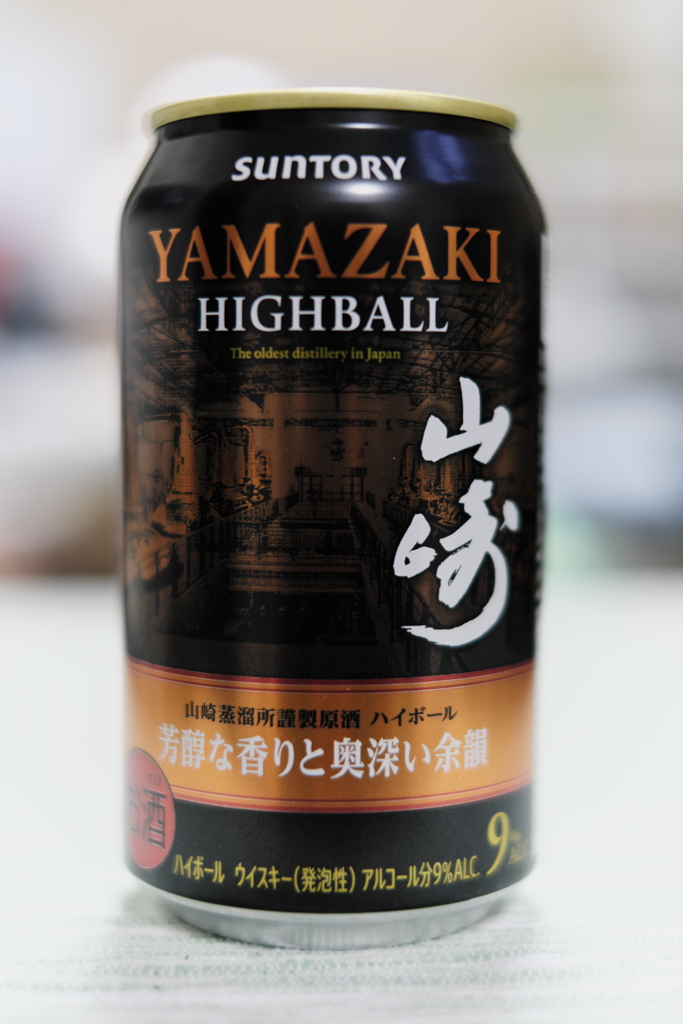 SUNTORY
YAMAZAKI
HIGHBALL
The oldest distillery in Japan
山崎
山崎蒸溜所謹製原酒 ハイボール
芳醇な香りと奥深い余韻
お酒
ハイボール ウイスキー(発泡性) アルコール分9%ALC.
9%